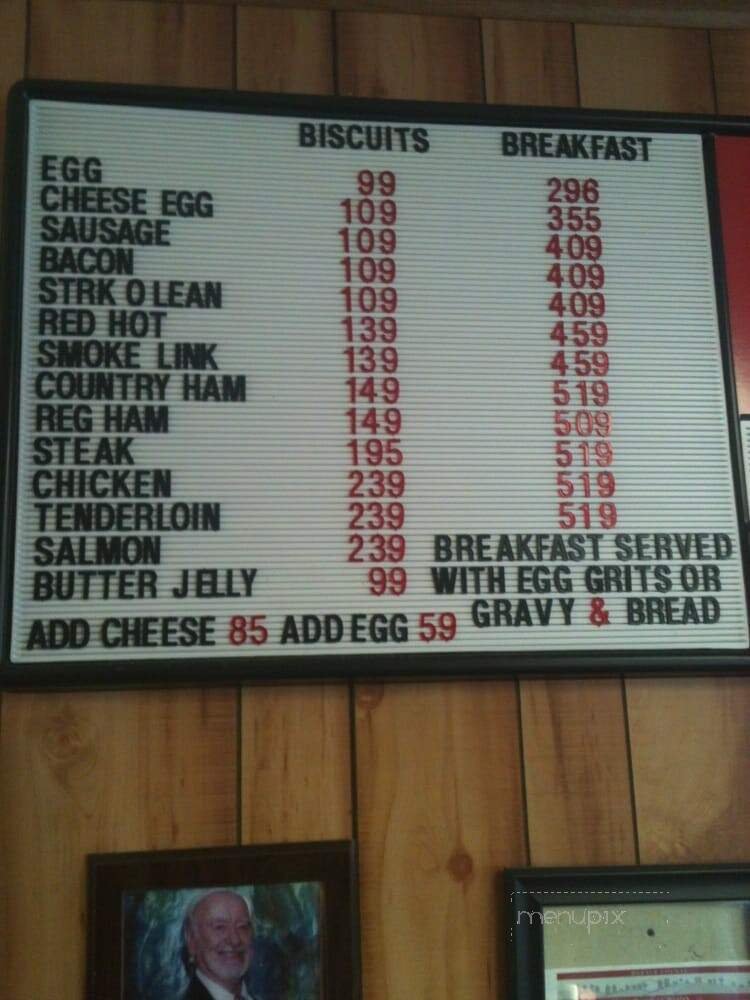 BISCUITS BREAKFAST
EGG 99 296
CHEESE EGG 109 355
SAUSAGE 109 409
BACON 109 409
STRK O LEAN 109 409
RED HOT 139 459
SMOKE LINK 139 459
COUNTRY HAM 149 519
REG HAM 149 509
STEAK 195 519
CHICKEN 239 519
TENDERLOIN 239 519
SALMON 239 BREAKFAST SERVED
BUTTER JELLY 99 WITH EGG GRITS OR
ADD CHEESE 85 ADD EGG 59 GRAVY & BREAD
menupix